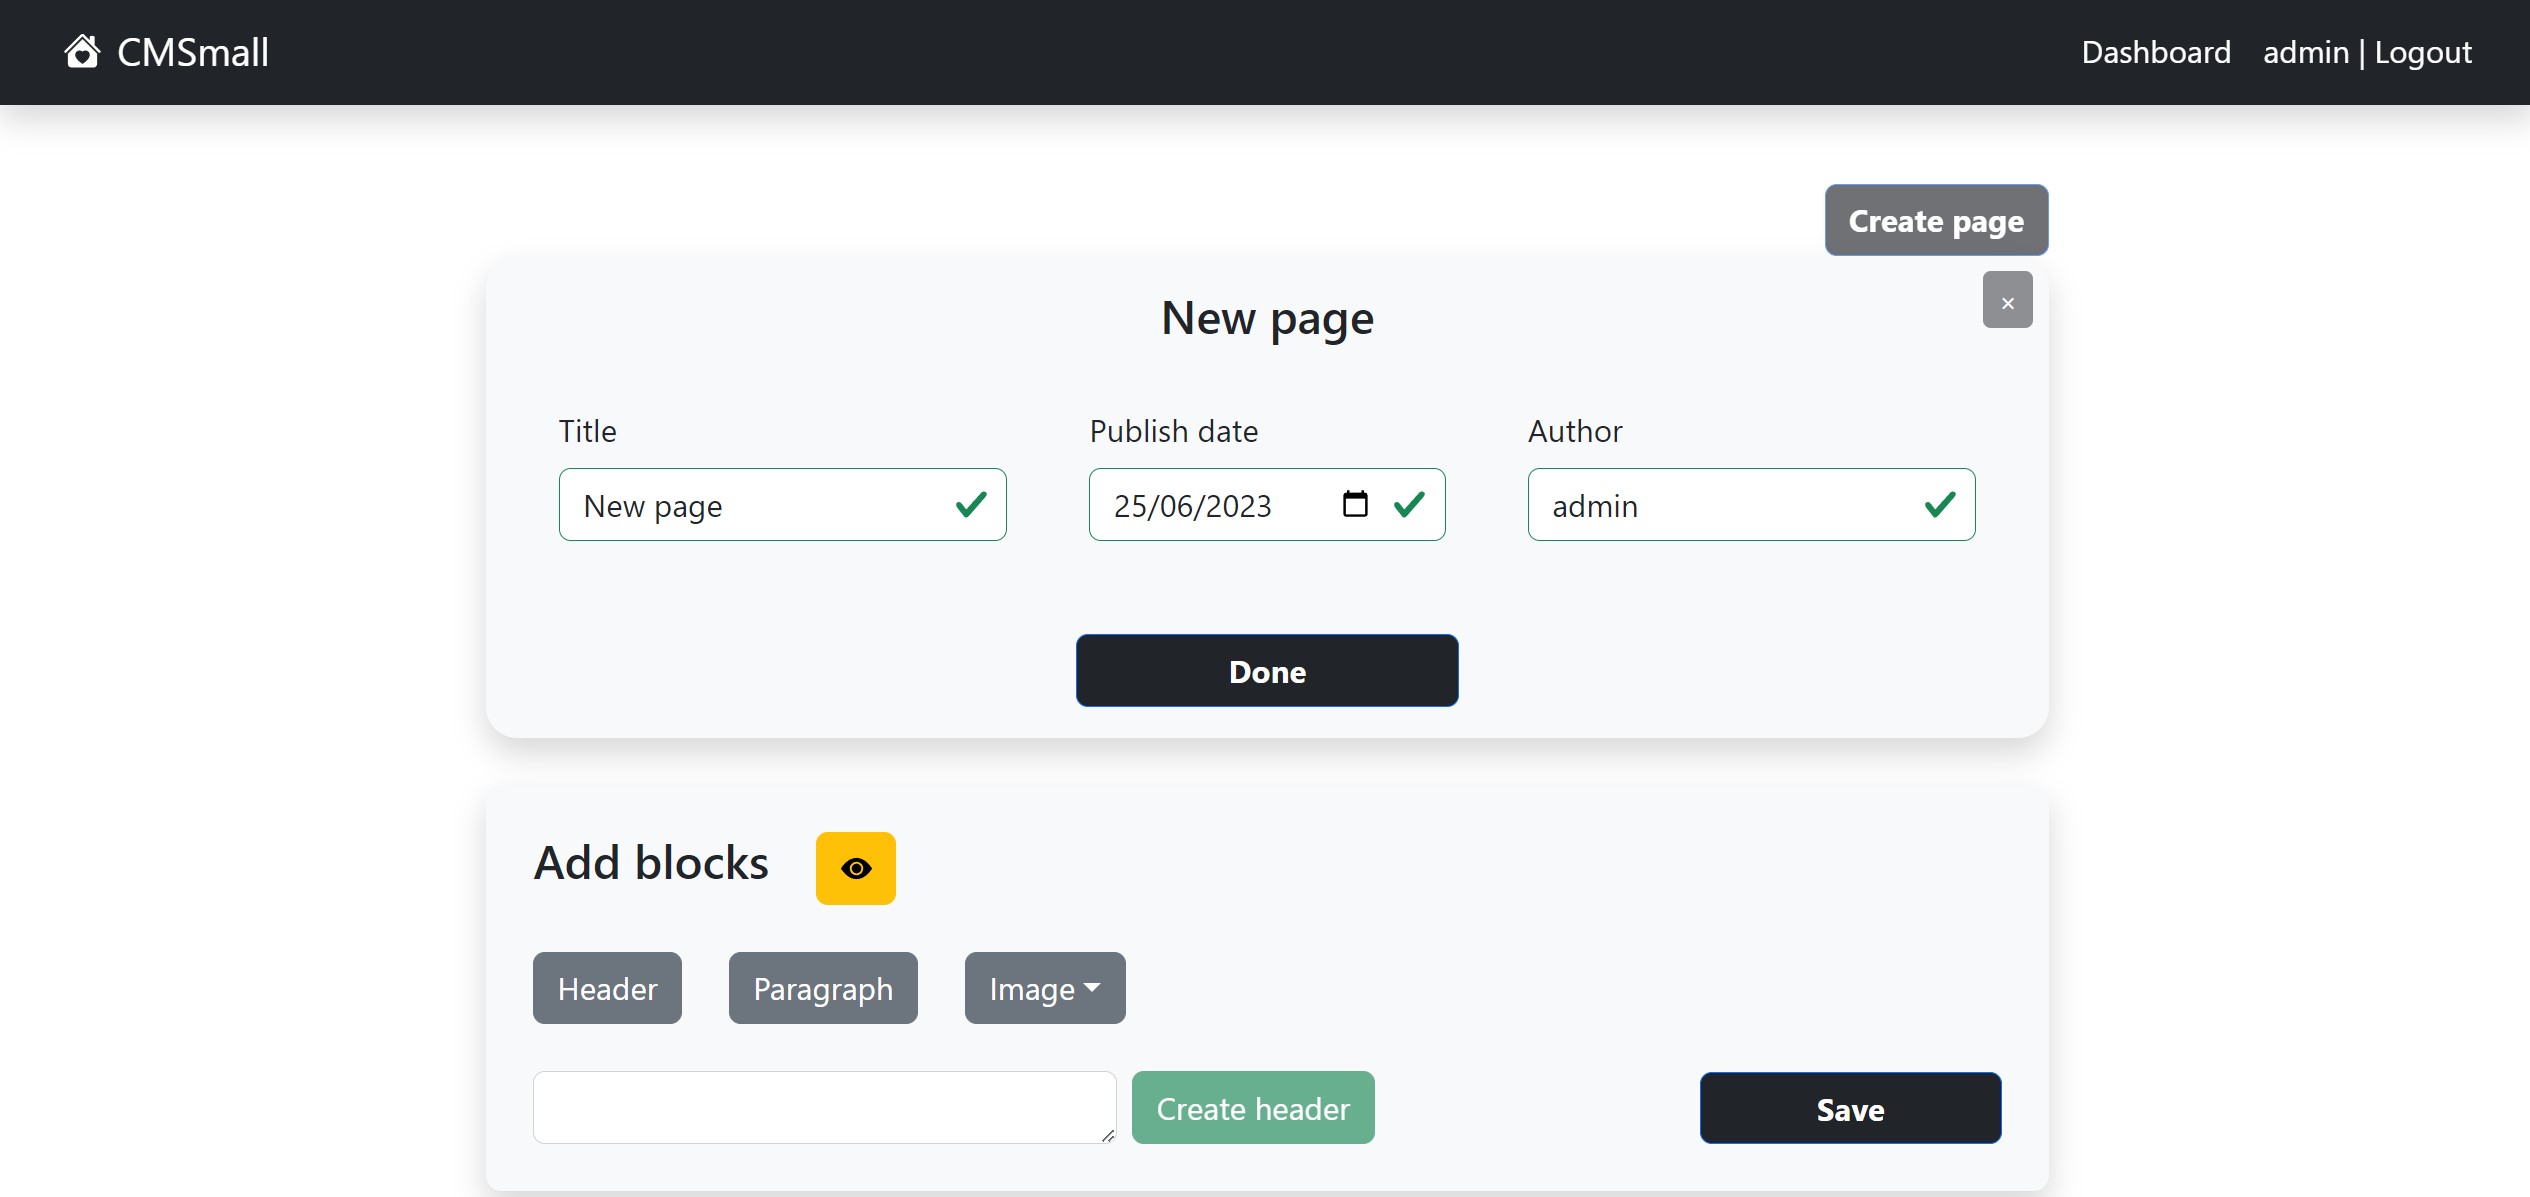 CMSmall
Dashboard admin | Logout
Create page
×
New page
Title Publish date Author
New page 25/06/2023 admin
Done
Add blocks
Header Paragraph Image
Create header Save